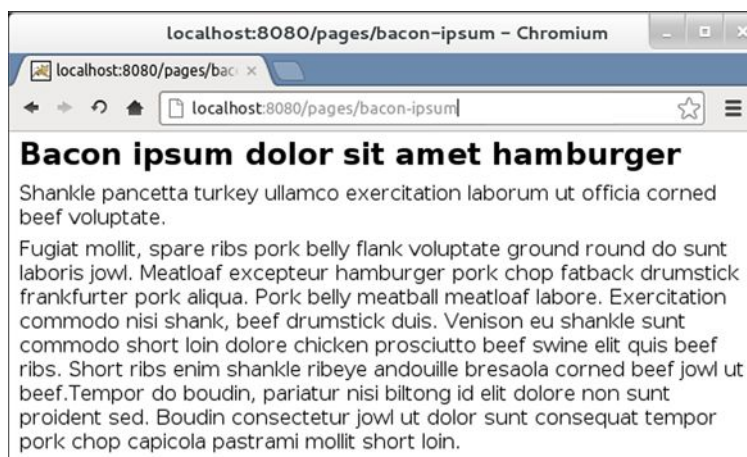 localhost:8080/pages/bacon-ipsum - Chromium
localhost:8080/pages/bac
localhost:8080/pages/bacon-ipsum
Bacon ipsum dolor sit amet hamburger
Shankle pancetta turkey ullamco exercitation laborum ut officia corned
beef voluptate.
Fugiat mollit, spare ribs pork belly flank voluptate ground round do sunt
laboris jowl. Meatloaf excepteur hamburger pork chop fatback drumstick
frankfurter pork aliqua. Pork belly meatball meatloaf labore. Exercitation
commodo nisi shank, beef drumstick duis. Venison eu shankle sunt
commodo short loin dolore chicken prosciutto beef swine elit quis beef
ribs. Short ribs enim shankle ribeye andouille bresaola corned beef jowl ut
beef.Tempor do boudin, pariatur nisi biltong id elit dolore non sunt
proident sed. Boudin consectetur jowl ut dolor sunt consequat tempor
pork chop capicola pastrami mollit short loin.